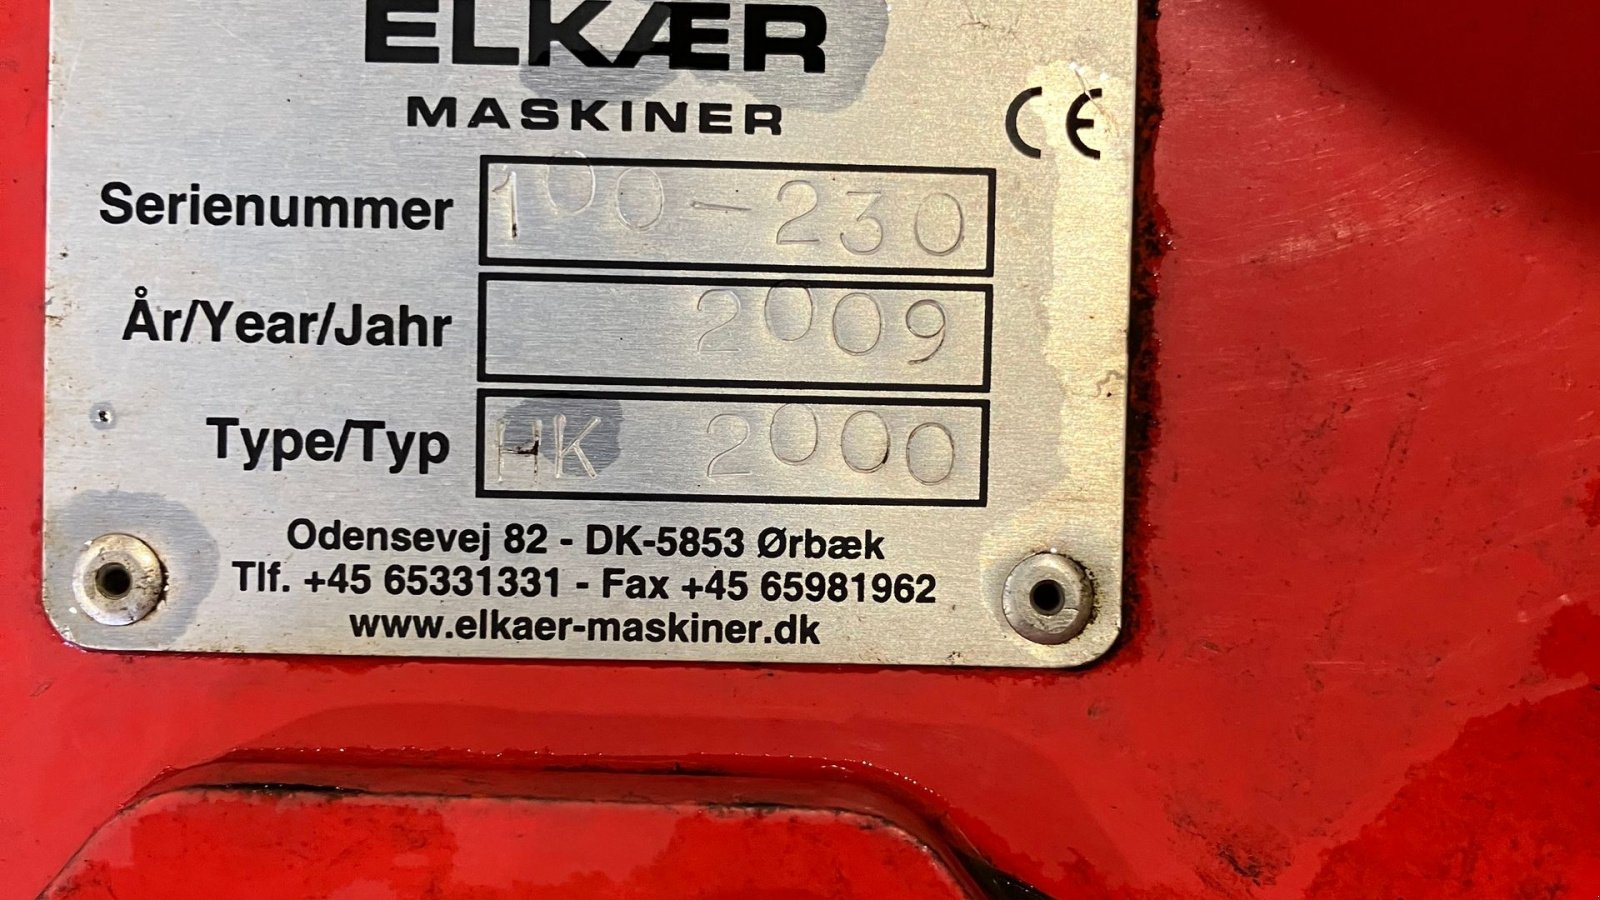 ELKÆR
MASKINER
CE
Serienummer 100-230
År/Year/Jahr 2009
Type/Typ HK 2000
Odensevej 82 - DK-5853 Ørbæk
Tlf. +45 65331331 - Fax +45 65981962
www.elkaer-maskiner.dk